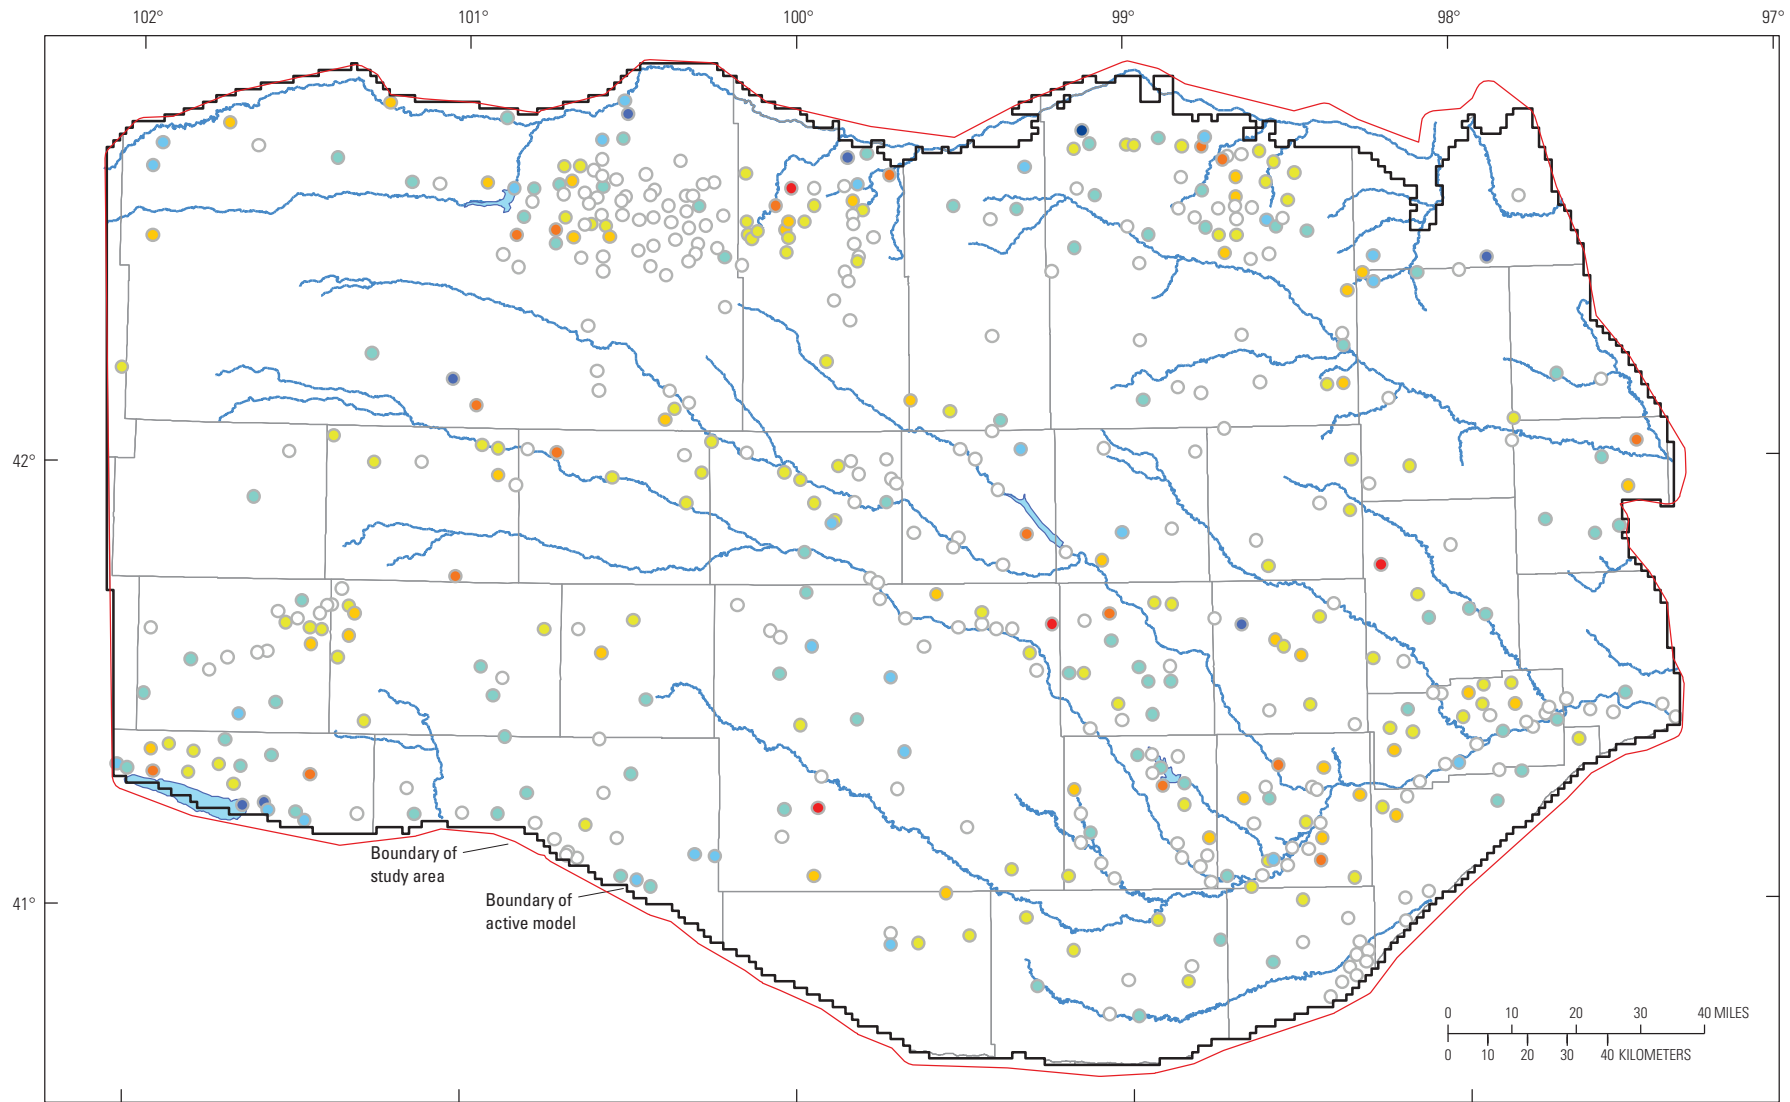 102°
101°
100°
99°
98°
97°
42°
41°
Boundary of
study area
Boundary of
active model
0 10 20 30 40 MILES
0 10 20 30 40 KILOMETERS